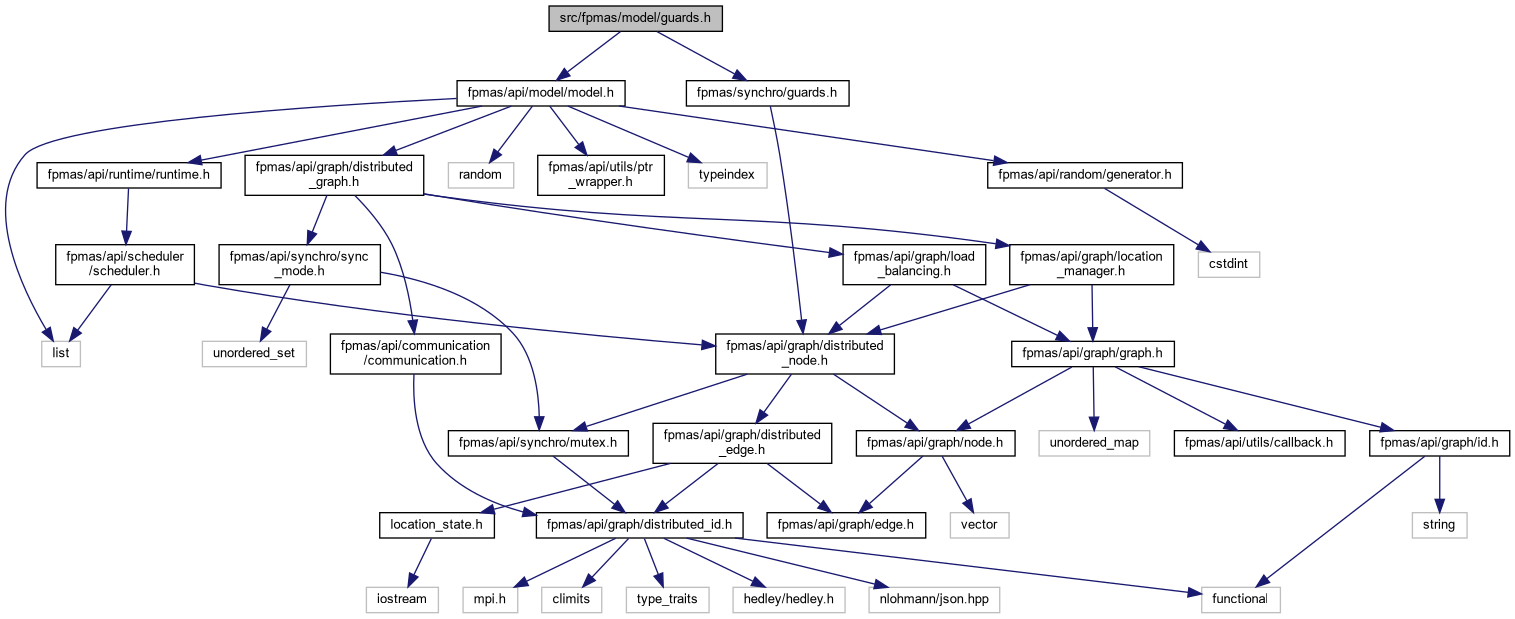 src/fpmas/model/guards.h
fpmas/api/model/model.h
fpmas/synchro/guards.h
fpmas/api/runtime/runtime.h
fpmas/api/graph/distributed
_graph.h
random
fpmas/api/utils/ptr
_wrapper.h
typeindex
fpmas/api/random/generator.h
fpmas/api/scheduler
/scheduler.h
fpmas/api/synchro/sync
_mode.h
fpmas/api/graph/load
_balancing.h
fpmas/api/graph/location
_manager.h
cstdint
list
unordered_set
fpmas/api/communication
/communication.h
fpmas/api/graph/distributed
_node.h
fpmas/api/graph/graph.h
fpmas/api/synchro/mutex.h
fpmas/api/graph/distributed
_edge.h
fpmas/api/graph/node.h
unordered_map
fpmas/api/utils/callback.h
fpmas/api/graph/id.h
location_state.h
fpmas/api/graph/distributed_id.h
fpmas/api/graph/edge.h
vector
string
iostream
mpi.h
climits
type_traits
hedley/hedley.h
nlohmann/json.hpp
functional